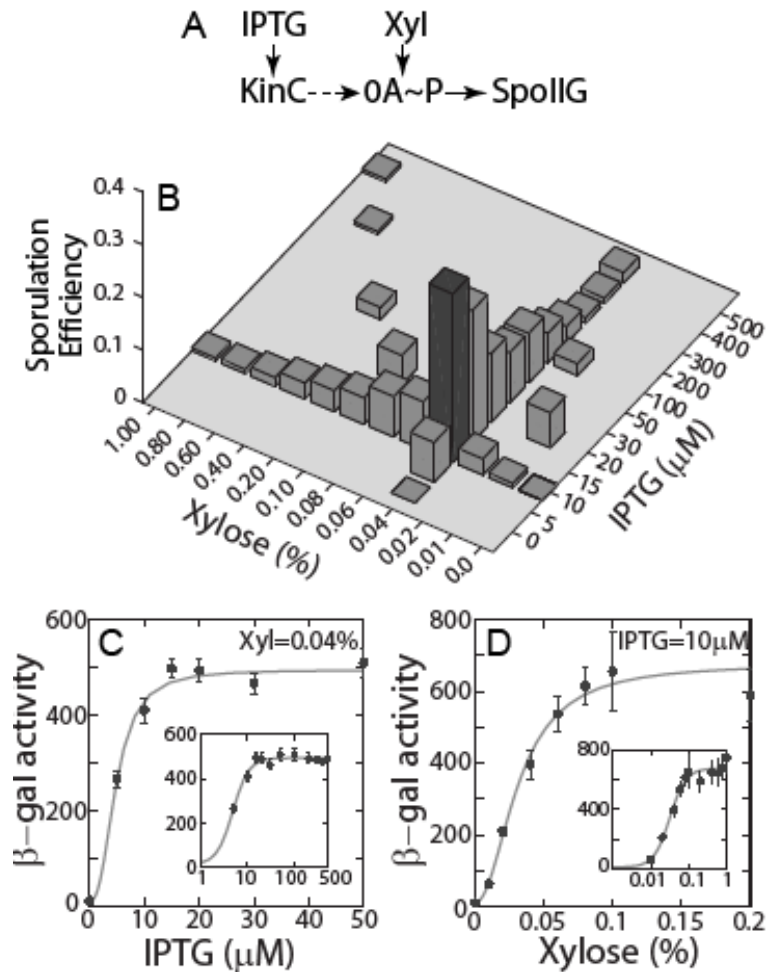 A
IPTG Xyl
KinC 0A~P SpoIIG
B
Sporulation Efficiency
0.4
0.3
0.2
0.1
0
1.00
0.80
0.60
0.40
0.20
0.10
0.08
0.06
0.04
0.02
0.01
0.0
Xylose (%)
0
5
10
15
20
30
50
100
200
300
400
500
IPTG (μM)
C
Xyl=0.04%
β−gal activity
600
400
200
0
0 10 20 30 40 50
IPTG (μM)
600
400
200
0
1 10 100 500
D
IPTG=10μM
β−gal activity
800
600
400
200
0
0 0.05 0.1 0.15 0.2
Xylose (%)
800
400
0
0.01 0.1 1